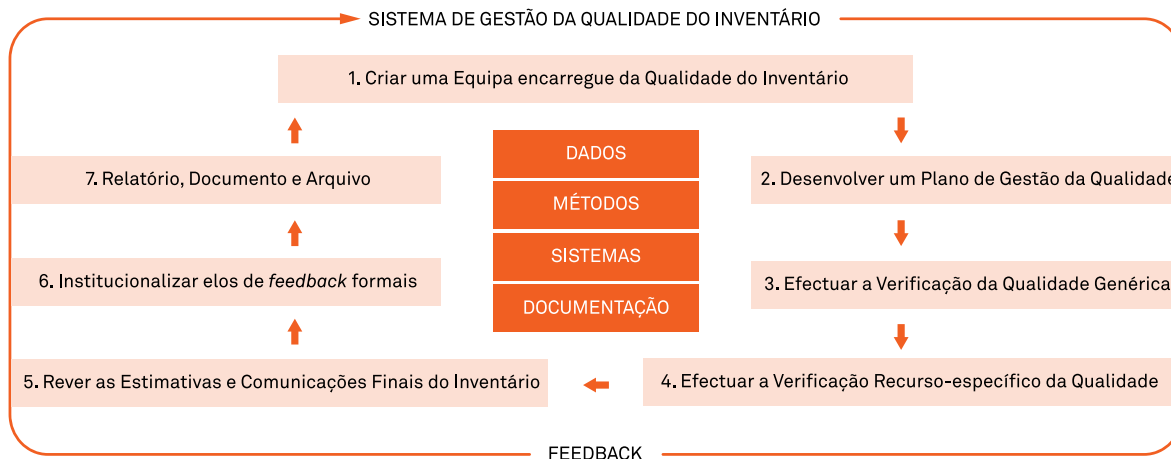 SISTEMA DE GESTÃO DA QUALIDADE DO INVENTÁRIO
1. Criar uma Equipa encarregue da Qualidade do Inventário
DADOS
MÉTODOS
SISTEMAS
DOCUMENTAÇÃO
2. Desenvolver um Plano de Gestão da Qualidade
3. Efectuar a Verificação da Qualidade Genérica
4. Efectuar a Verificação Recurso-específico da Qualidade
5. Rever as Estimativas e Comunicações Finais do Inventário
6. Institucionalizar elos de feedback formais
7. Relatório, Documento e Arquivo
FEEDBACK